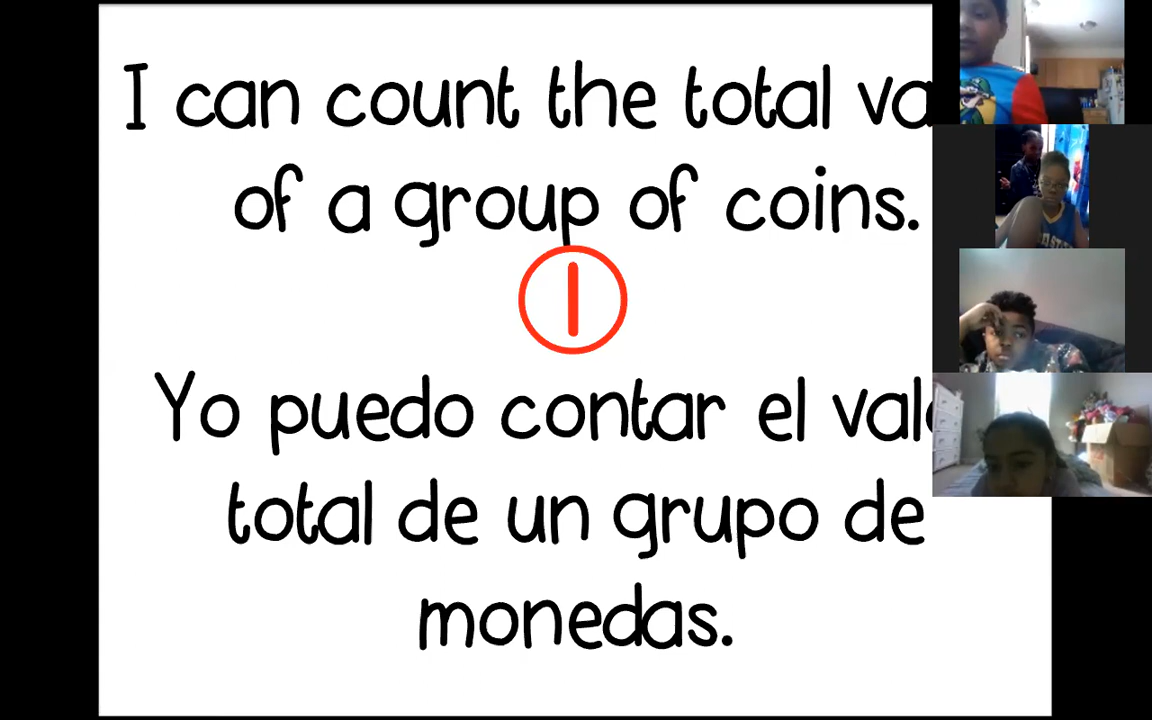 I can count the total va
of a group of coins.
1
Yo puedo contar el val
total de un grupo de
monedas.